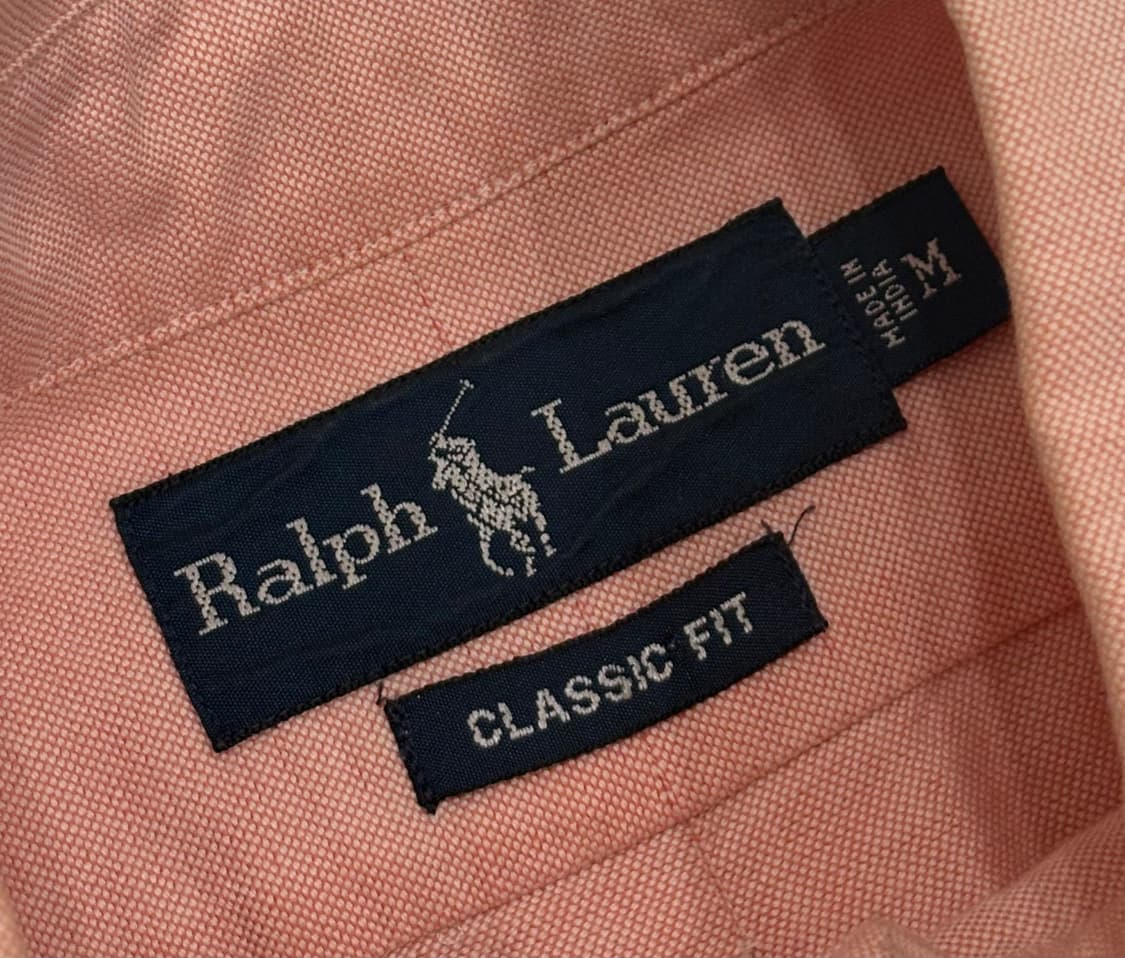 Ralph Lauren
MADE IN
INDIA
M
CLASSIC FIT